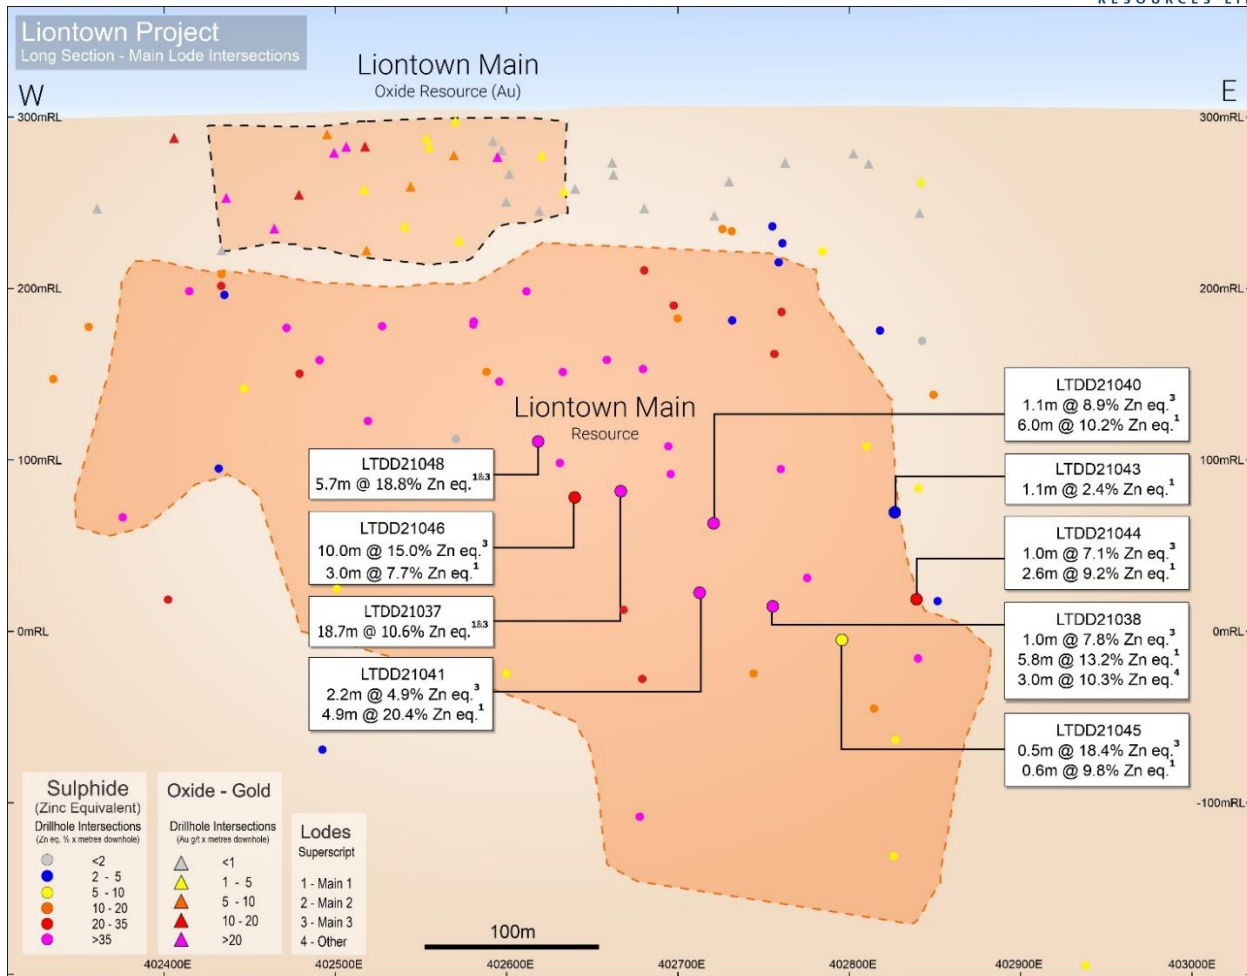 RESOURCES LI
Liontown Project
Long Section - Main Lode Intersections
Liontown Main
Oxide Resource (Au)
W
E
300mRL
300mRL
200mRL
200mRL
Liontown Main
Resource
LTDD21040
1.1m @ 8.9% Zn eq.³
6.0m @ 10.2% Zn eq.¹
100mRL
100mRL
LTDD21048
5.7m @ 18.8% Zn eq.¹&³
LTDD21043
1.1m @ 2.4% Zn eq.¹
LTDD21046
10.0m @ 15.0% Zn eq.³
3.0m @ 7.7% Zn eq.¹
LTDD21044
1.0m @ 7.1% Zn eq.³
2.6m @ 9.2% Zn eq.¹
LTDD21037
18.7m @ 10.6% Zn eq.¹&³
LTDD21038
1.0m @ 7.8% Zn eq.³
5.8m @ 13.2% Zn eq.¹
3.0m @ 10.3% Zn eq.⁴
0mRL
0mRL
LTDD21041
2.2m @ 4.9% Zn eq.³
4.9m @ 20.4% Zn eq.¹
LTDD21045
0.5m @ 18.4% Zn eq.³
0.6m @ 9.8% Zn eq.¹
-100mRL
Sulphide
(Zinc Equivalent)
Drillhole Intersections
(Zn eq. % x metres downhole)
<2
2 - 5
5 - 10
10 - 20
20 - 35
>35
Oxide - Gold
Drillhole Intersections
(Au g/t x metres downhole)
<1
1 - 5
5 - 10
10 - 20
>20
Lodes
Superscript
1 - Main 1
2 - Main 2
3 - Main 3
4 - Other
100m
402400E
402500E
402600E
402700E
402800E
402900E
403000E